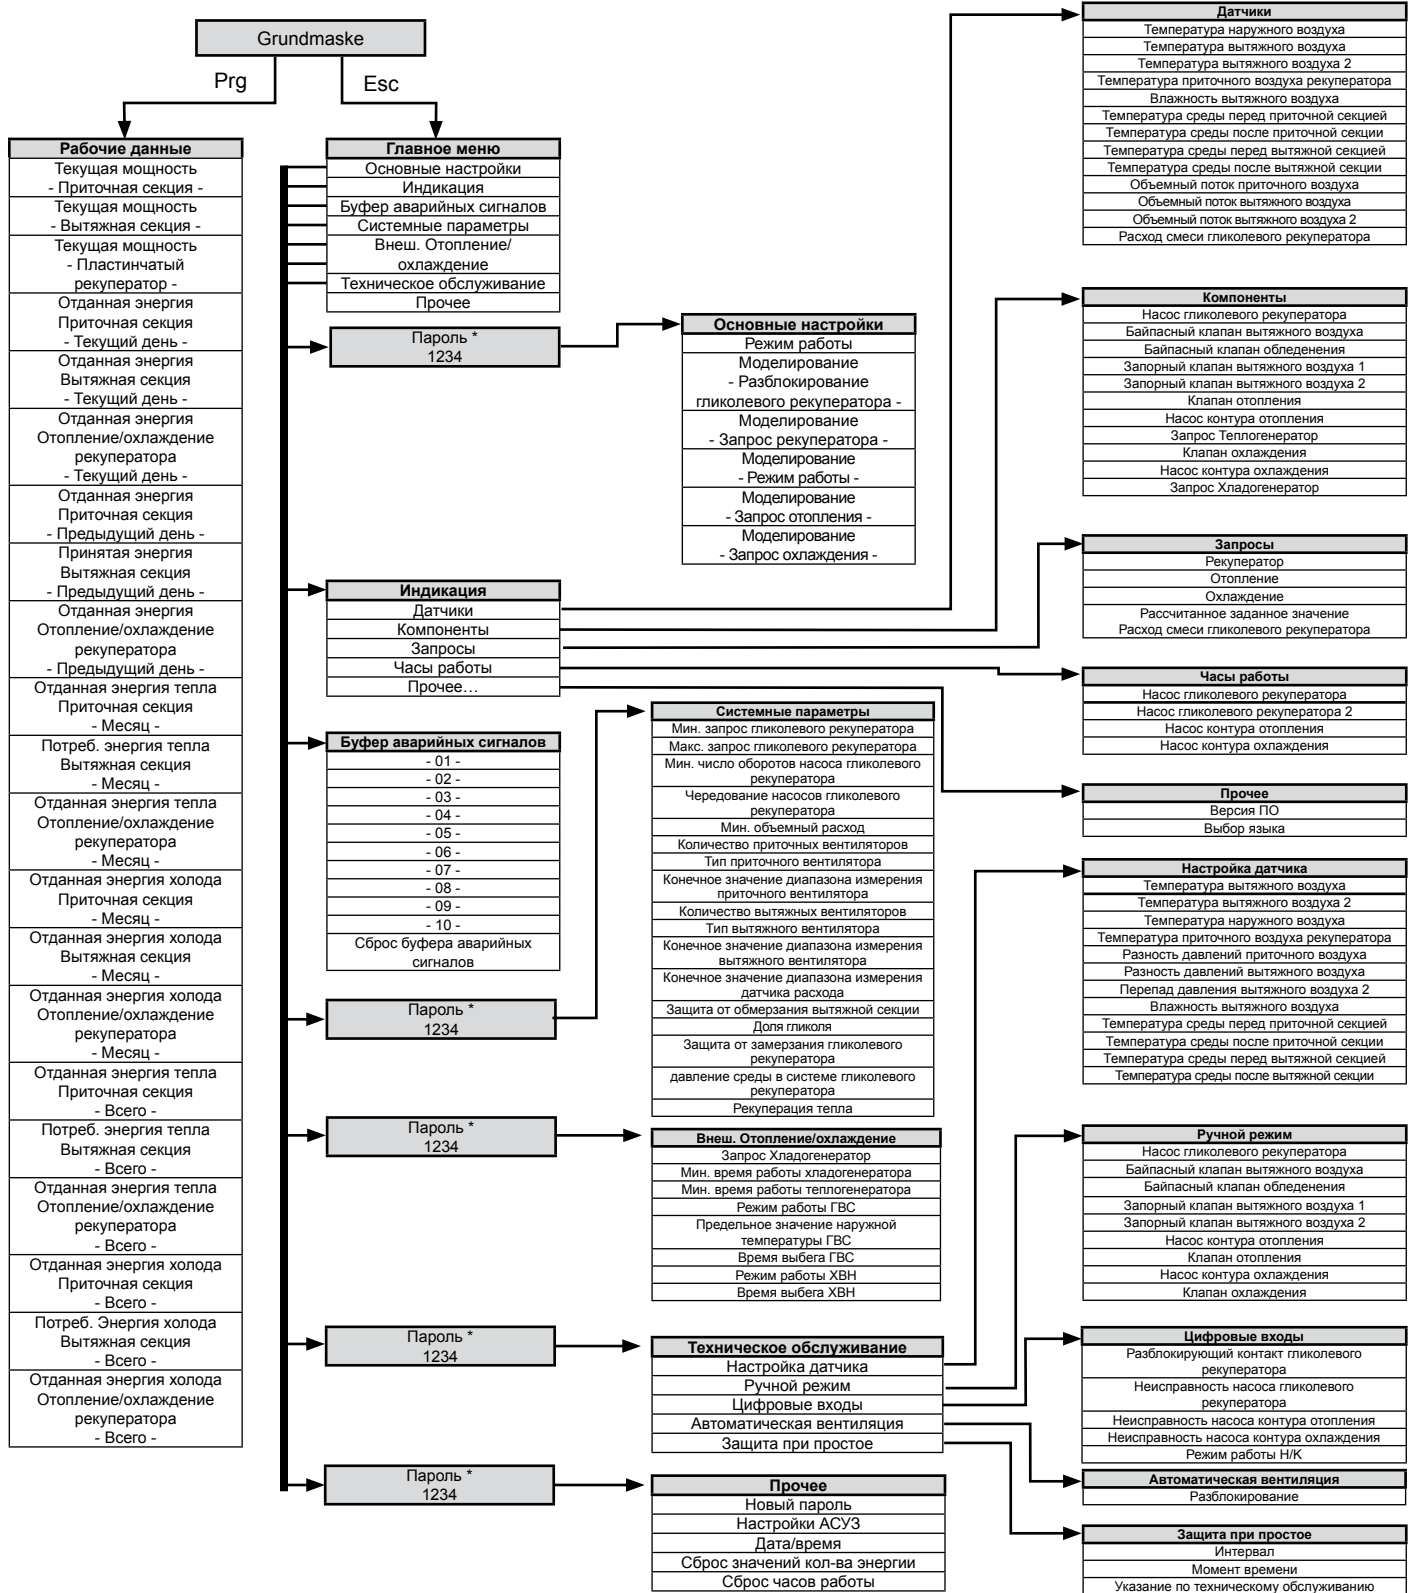 Grundmaske
Prg
Esc
Рабочие данные
Текущая мощность
- Приточная секция -
Текущая мощность
- Вытяжная секция -
Текущая мощность
- Пластинчатый
рекуператор -
Отданная энергия
Приточная секция
- Текущий день -
Отданная энергия
Вытяжная секция
- Текущий день -
Отданная энергия
Отопление/охлаждение
рекуператора
- Текущий день -
Отданная энергия
Приточная секция
- Предыдущий день -
Принятая энергия
Вытяжная секция
- Предыдущий день -
Отданная энергия
Отопление/охлаждение
рекуператора
- Предыдущий день -
Отданная энергия тепла
Приточная секция
- Месяц -
Потреб. энергия тепла
Вытяжная секция
- Месяц -
Отданная энергия тепла
Отопление/охлаждение
рекуператора
- Месяц -
Отданная энергия холода
Приточная секция
- Месяц -
Отданная энергия холода
Вытяжная секция
- Месяц -
Отданная энергия холода
Отопление/охлаждение
рекуператора
- Месяц -
Отданная энергия тепла
Приточная секция
- Всего -
Потреб. энергия тепла
Вытяжная секция
- Всего -
Отданная энергия тепла
Отопление/охлаждение
рекуператора
- Всего -
Отданная энергия холода
Приточная секция
- Всего -
Потреб. Энергия холода
Вытяжная секция
- Всего -
Отданная энергия холода
Отопление/охлаждение
рекуператора
- Всего -
Главное меню
Основные настройки
Индикация
Буфер аварийных сигналов
Системные параметры
Внеш. Отопление/
охлаждение
Техническое обслуживание
Прочее
Пароль *
1234
Основные настройки
Режим работы
Моделирование
- Разблокирование
гликолевого рекуператора -
Моделирование
- Запрос рекуператора -
Моделирование
- Режим работы -
Моделирование
- Запрос отопления -
Моделирование
- Запрос охлаждения -
Индикация
Датчики
Компоненты
Запросы
Часы работы
Прочее…
Буфер аварийных сигналов
- 01 -
- 02 -
- 03 -
- 04 -
- 05 -
- 06 -
- 07 -
- 08 -
- 09 -
- 10 -
Сброс буфера аварийных
сигналов
Пароль *
1234
Системные параметры
Мин. запрос гликолевого рекуператора
Макс. запрос гликолевого рекуператора
Мин. число оборотов насоса гликолевого
рекуператора
Чередование насосов гликолевого
рекуператора
Мин. объемный расход
Количество приточных вентиляторов
Тип приточного вентилятора
Конечное значение диапазона измерения
приточного вентилятора
Количество вытяжных вентиляторов
Тип вытяжного вентилятора
Конечное значение диапазона измерения
вытяжного вентилятора
Конечное значение диапазона измерения
датчика расхода
Защита от обмерзания вытяжной секции
Доля гликоля
Защита от замерзания гликолевого
рекуператора
давление среды в системе гликолевого
рекуператора
Рекуперация тепла
Пароль *
1234
Внеш. Отопление/охлаждение
Запрос Хладогенератор
Мин. время работы хладогенератора
Мин. время работы теплогенератора
Режим работы ГВС
Предельное значение наружной
температуры ГВС
Время выбега ГВС
Режим работы ХВН
Время выбега ХВН
Пароль *
1234
Техническое обслуживание
Настройка датчика
Ручной режим
Цифровые входы
Автоматическая вентиляция
Защита при простое
Пароль *
1234
Прочее
Новый пароль
Настройки АСУЗ
Дата/время
Сброс значений кол-ва энергии
Сброс часов работы
Датчики
Температура наружного воздуха
Температура вытяжного воздуха
Температура вытяжного воздуха 2
Температура приточного воздуха рекуператора
Влажность вытяжного воздуха
Температура среды перед приточной секцией
Температура среды после приточной секции
Температура среды перед вытяжной секцией
Температура среды после вытяжной секции
Объемный поток приточного воздуха
Объемный поток вытяжного воздуха
Объемный поток вытяжного воздуха 2
Расход смеси гликолевого рекуператора
Компоненты
Насос гликолевого рекуператора
Байпасный клапан вытяжного воздуха
Байпасный клапан обледенения
Запорный клапан вытяжного воздуха 1
Запорный клапан вытяжного воздуха 2
Клапан отопления
Насос контура отопления
Запрос Теплогенератор
Клапан охлаждения
Насос контура охлаждения
Запрос Хладогенератор
Запросы
Рекуператор
Отопление
Охлаждение
Рассчитанное заданное значение
Расход смеси гликолевого рекуператора
Часы работы
Насос гликолевого рекуператора
Насос гликолевого рекуператора 2
Насос контура отопления
Насос контура охлаждения
Прочее
Версия ПО
Выбор языка
Настройка датчика
Температура вытяжного воздуха
Температура вытяжного воздуха 2
Температура наружного воздуха
Температура приточного воздуха рекуператора
Разность давлений приточного воздуха
Разность давлений вытяжного воздуха
Перепад давления вытяжного воздуха 2
Влажность вытяжного воздуха
Температура среды перед приточной секцией
Температура среды после приточной секции
Температура среды перед вытяжной секцией
Температура среды после вытяжной секции
Ручной режим
Насос гликолевого рекуператора
Байпасный клапан вытяжного воздуха
Байпасный клапан обледенения
Запорный клапан вытяжного воздуха 1
Запорный клапан вытяжного воздуха 2
Насос контура отопления
Клапан отопления
Насос контура охлаждения
Клапан охлаждения
Цифровые входы
Разблокирующий контакт гликолевого
рекуператора
Неисправность насоса гликолевого
рекуператора
Неисправность насоса контура отопления
Неисправность насоса контура охлаждения
Режим работы Н/К
Автоматическая вентиляция
Разблокирование
Защита при простое
Интервал
Момент времени
Указание по техническому обслуживанию